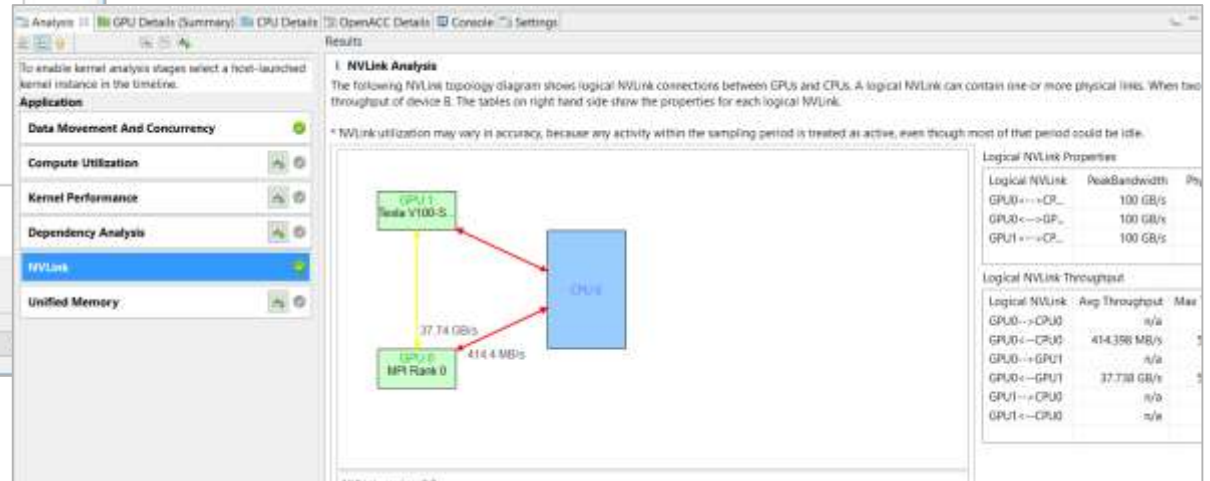 Analysis GPU Details (Summary) CPU Details OpenACC Details Console Settings
Results
To enable kernel analysis stages select a host-launched
kernel instance in the timeline.
Application
Data Movement And Concurrency
Compute Utilization
Kernel Performance
Dependency Analysis
NVLink
Unified Memory
i NVLink Analysis
The following NVLink topology diagram shows logical NVLink connections between GPUs and CPUs. A logical NVLink can contain one or more physical links. When two
throughput of device B. The tables on right hand side show the properties for each logical NVLink.
* NVLink utilization may vary in accuracy, because any activity within the sampling period is treated as active, even though most of that period could be idle.
GPU 1
Tesla V100-S...
CPU 0
37.74 GB/s
414.4 MB/s
GPU 0
MPI Rank 0
Logical NVLink Properties
Logical NVLink PeakBandwidth Phy
GPU0<-->CP... 100 GB/s
GPU0<-->GP... 100 GB/s
GPU1<-->CP... 100 GB/s
Logical NVLink Throughput
Logical NVLink Avg Throughput Max
GPU0-->CPU0 n/a
GPU0<--CPU0 414.398 MB/s
GPU0-->GPU1 n/a
GPU0<--GPU1 37.738 GB/s
GPU1-->CPU0 n/a
GPU1<--CPU0 n/a